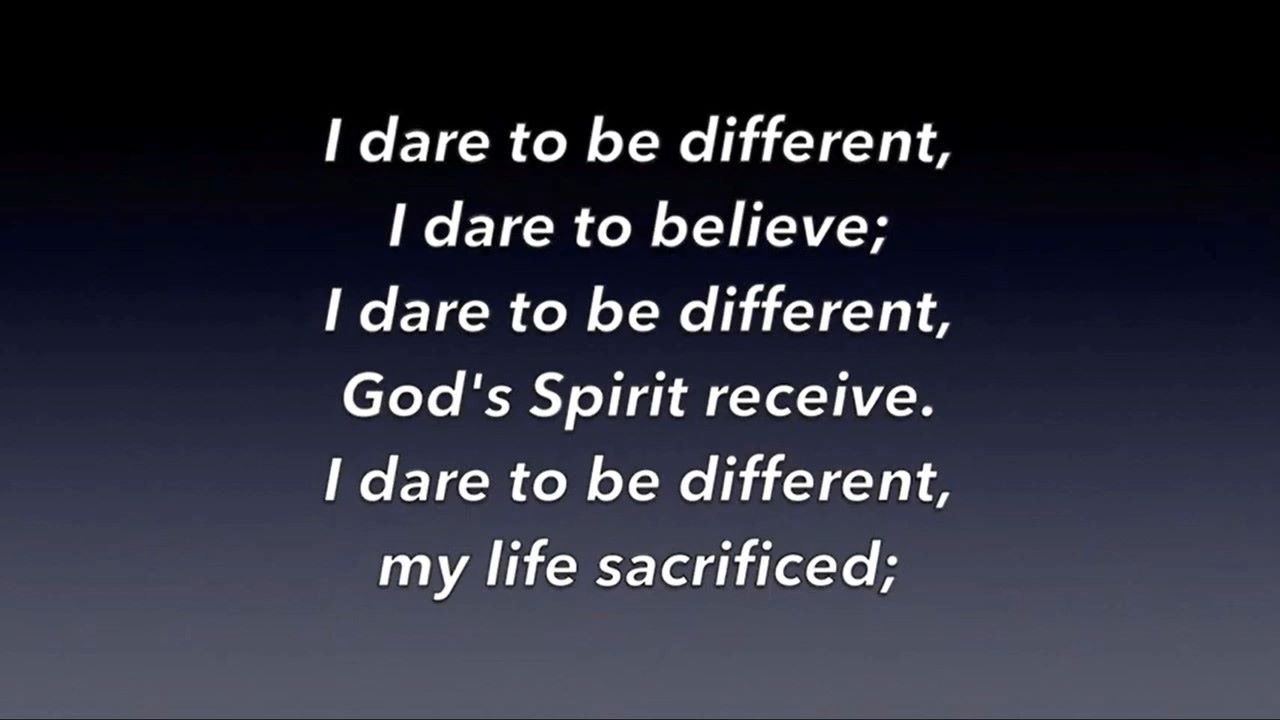 I dare to be different,
I dare to believe;
I dare to be different,
God's Spirit receive.
I dare to be different,
my life sacrificed;